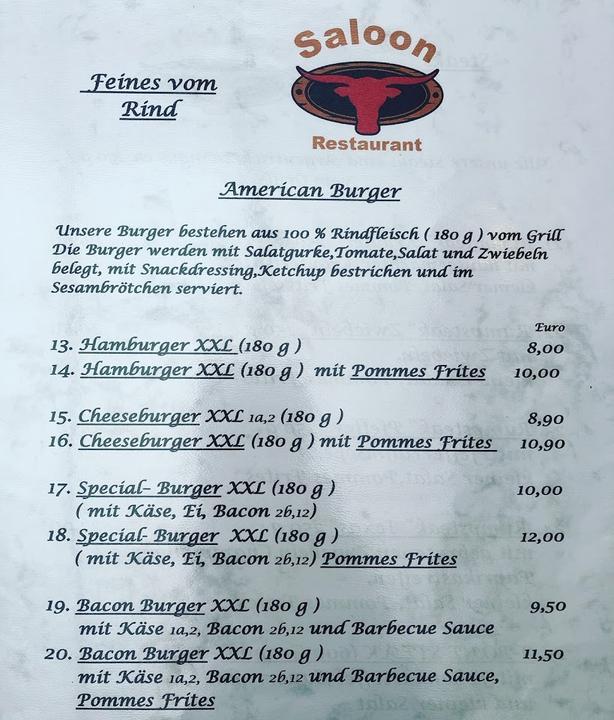 Saloon
Restaurant
Feines vom
Rind
American Burger
Unsere Burger bestehen aus 100 % Rindfleisch ( 180 g ) vom Grill
Die Burger werden mit Salatgurke,Tomate,Salat und Zwiebeln
belegt, mit Snackdressing,Ketchup bestrichen und im
Sesambrötchen serviert.
Euro
13. Hamburger XXL (180 g ) 8,00
14. Hamburger XXL (180 g ) mit Pommes Frites 10,00
15. Cheeseburger XXL 1a,2 (180 g ) 8,90
16. Cheeseburger XXL (180 g ) mit Pommes Frites 10,90
17. Special- Burger XXL (180 g ) 10,00
( mit Käse, Ei, Bacon 2b,12)
18. Special- Burger XXL (180 g ) 12,00
( mit Käse, Ei, Bacon 2b,12) Pommes Frites
19. Bacon Burger XXL (180 g ) 9,50
mit Käse 1a,2, Bacon 2b,12 und Barbecue Sauce
20. Bacon Burger XXL (180 g ) 11,50
mit Käse 1a,2, Bacon 2b,12 und Barbecue Sauce,
Pommes Frites